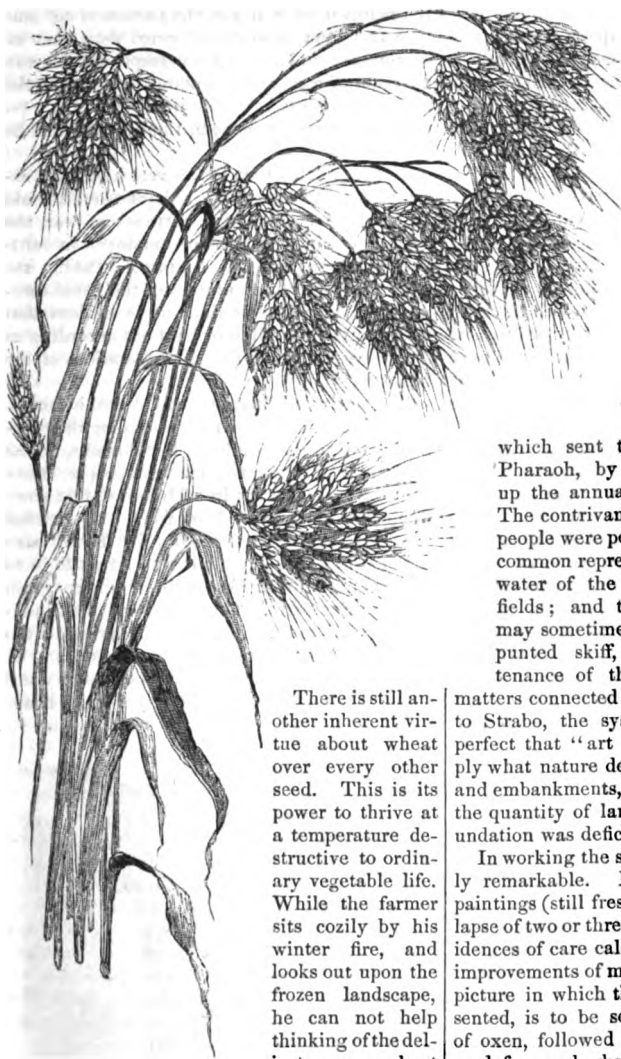 There is still an-
other inherent vir-
tue about wheat
over every other
seed. This is its
power to thrive at
a temperature de-
structive to ordin-
ary vegetable life.
While the farmer
sits cozily by his
winter fire, and
looks out upon the
frozen landscape,
he can not help
thinking of the del-
which sent
Pharaoh, by
up the annua
The contrivan
people were
common repre
water of the
fields; and
may sometime
punted skiff,
tenance of th
matters connected
to Strabo, the sy
perfect that "art
ply what nature de
and embankments,
the quantity of lan
undation was defic
In working the s
ly remarkable.
paintings (still fres
lapse of two or thre
idences of care cal
improvements of m
picture in which th
sented, is to be so
of oxen, followed